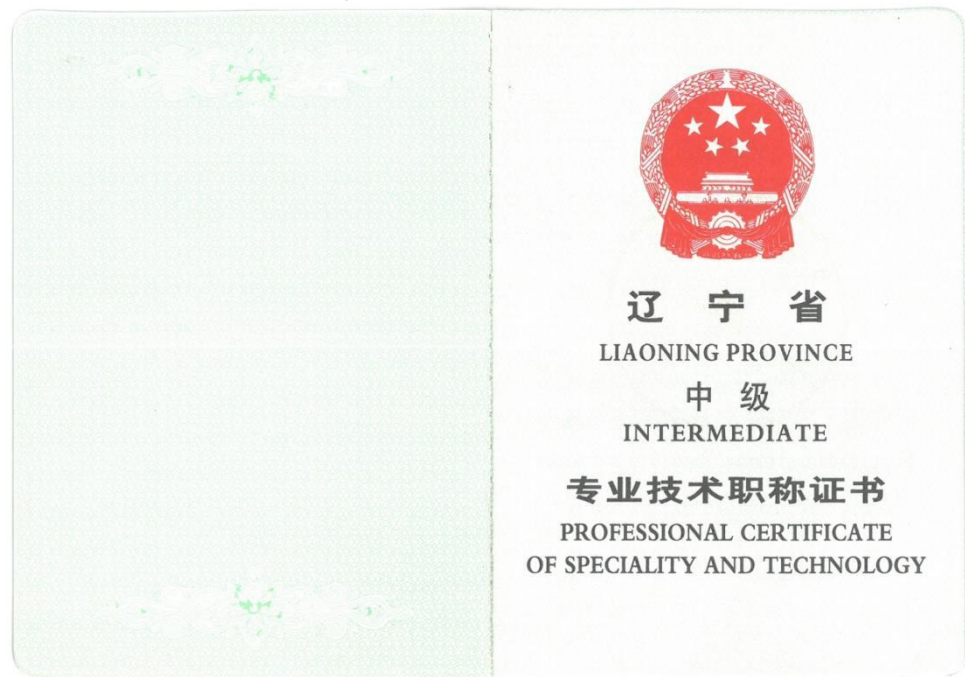 辽宁省
LIAONING PROVINCE
中级
INTERMEDIATE
专业技术职称证书
PROFESSIONAL CERTIFICATE
OF SPECIALITY AND TECHNOLOGY